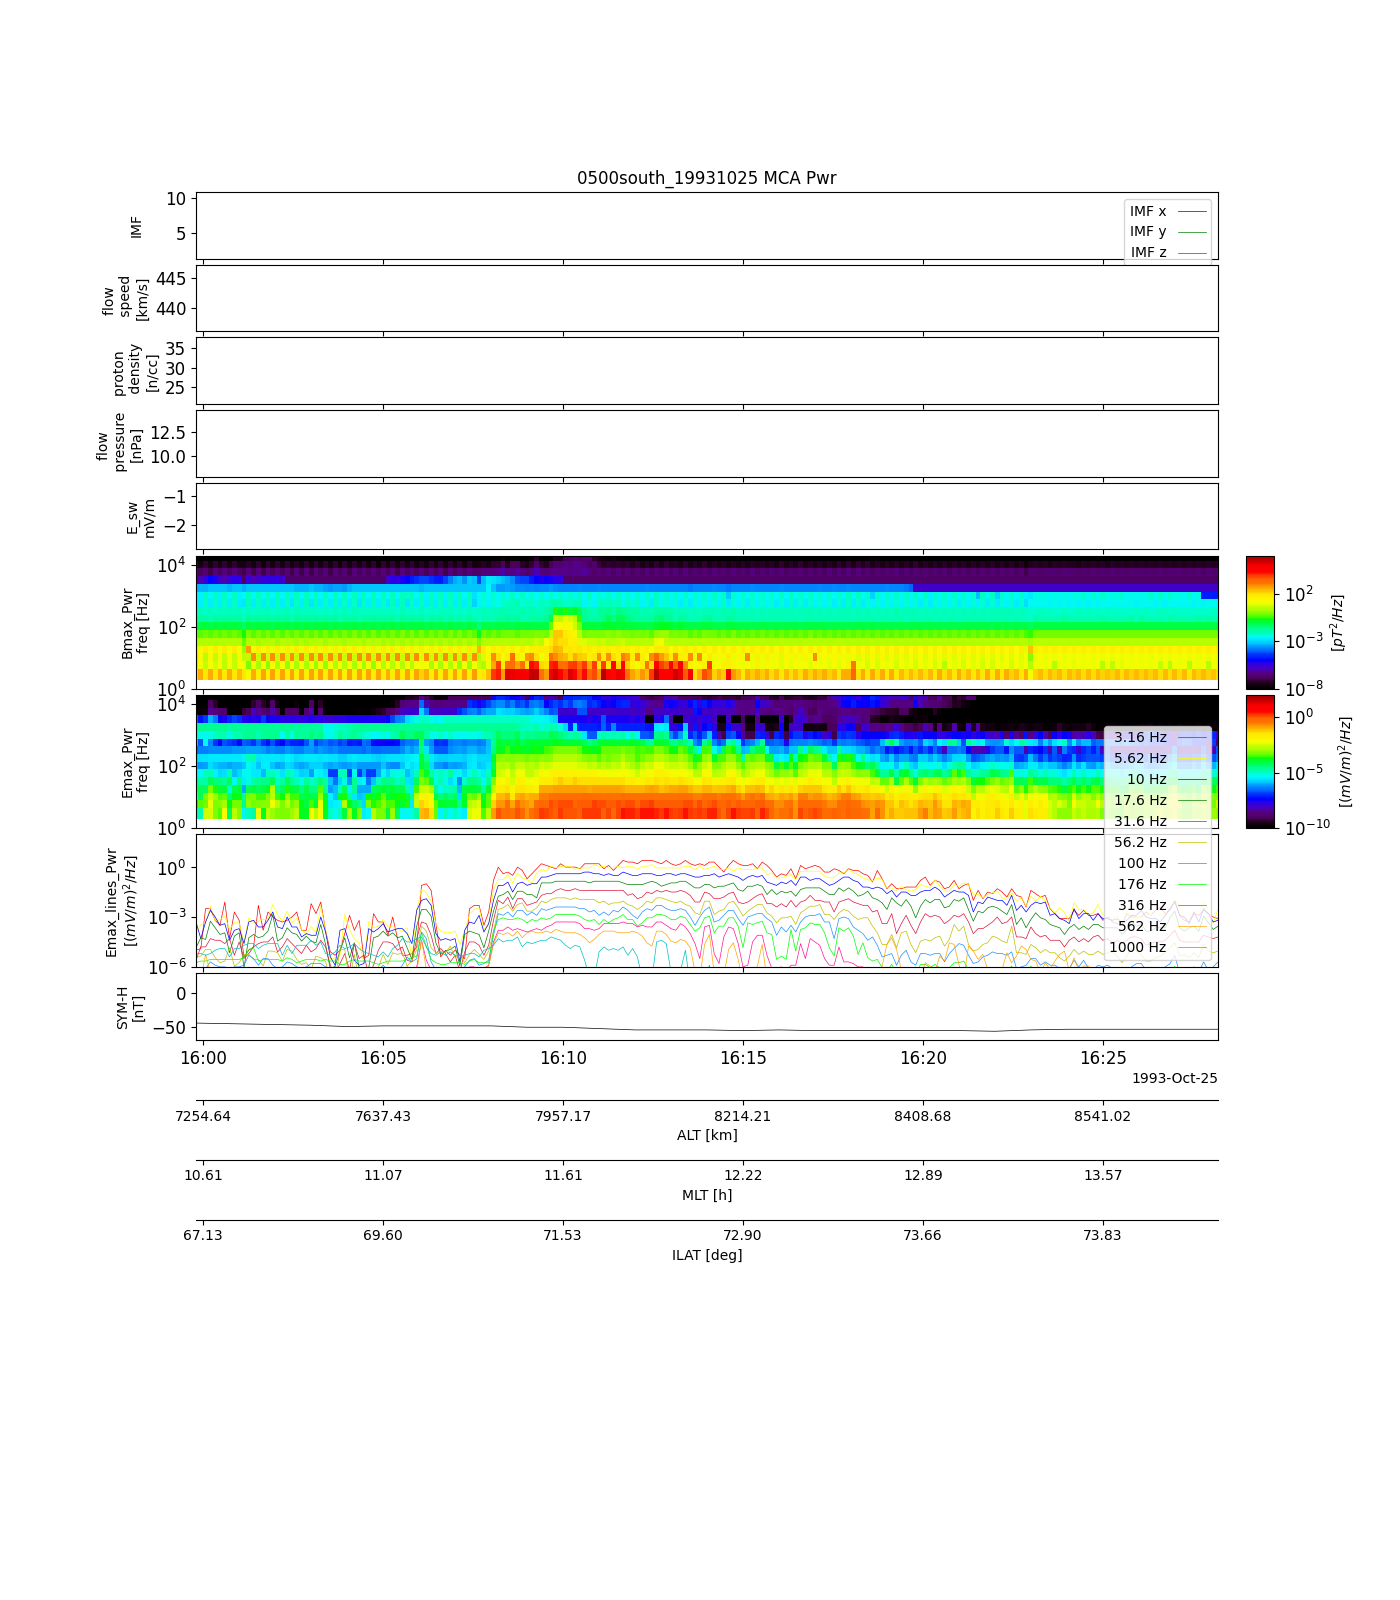 0500south_19931025 MCA Pwr
10
5
IMF
IMF x
IMF y
IMF z
445
440
flow
speed
[km/s]
35
30
25
proton
density
[n/cc]
12.5
10.0
flow
pressure
[nPa]
−1
−2
E_sw
mV/m
10^4
10^2
10^0
Bmax_Pwr
freq [Hz]
10^2
10^−3
10^−8
[pT^2/Hz]
10^4
10^2
10^0
Emax_Pwr
freq [Hz]
10^0
10^−5
10^−10
[(mV/m)^2/Hz]
3.16 Hz
5.62 Hz
10 Hz
17.6 Hz
31.6 Hz
56.2 Hz
100 Hz
176 Hz
316 Hz
562 Hz
1000 Hz
10^0
10^−3
10^−6
Emax_lines_Pwr
[(mV/m)^2/Hz]
0
−50
SYM-H
[nT]
16:00 16:05 16:10 16:15 16:20 16:25
1993-Oct-25
7254.64 7637.43 7957.17 8214.21 8408.68 8541.02
ALT [km]
10.61 11.07 11.61 12.22 12.89 13.57
MLT [h]
67.13 69.60 71.53 72.90 73.66 73.83
ILAT [deg]